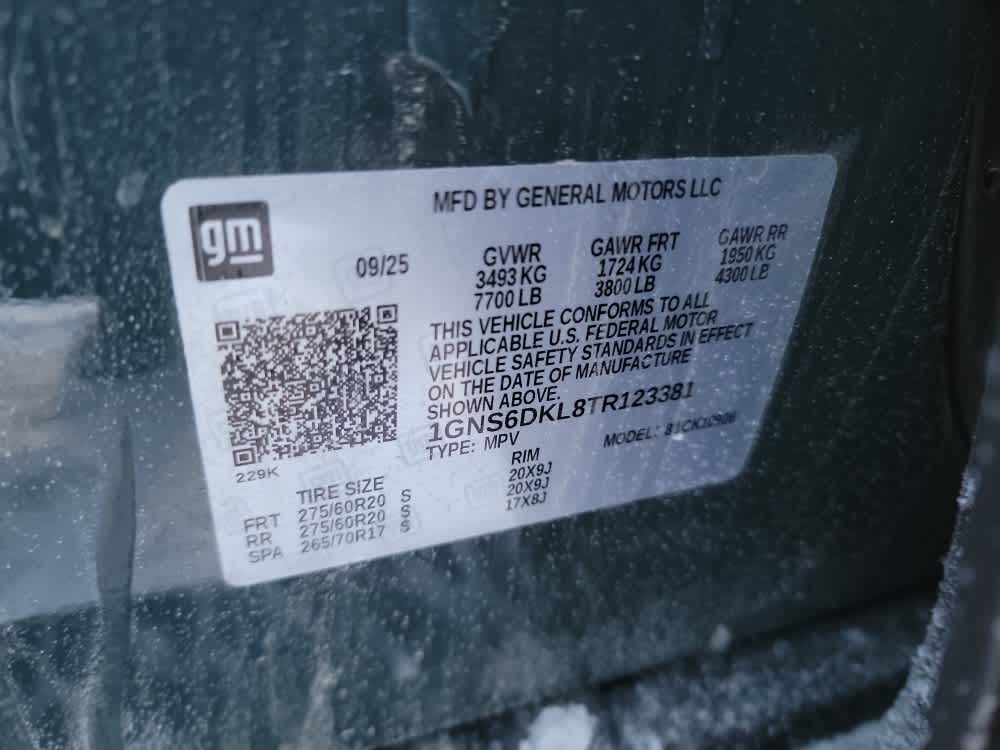 gm
MFD BY GENERAL MOTORS LLC
09/25
GVWR
3493 KG
7700 LB
GAWR FRT
1724 KG
3800 LB
GAWR RR
1950 KG
4300 LB
THIS VEHICLE CONFORMS TO ALL
APPLICABLE U.S. FEDERAL MOTOR
VEHICLE SAFETY STANDARDS IN EFFECT
ON THE DATE OF MANUFACTURE
SHOWN ABOVE.
1GNS6DKL8TR123381
TYPE: MPV
MODEL:
229K
TIRE SIZE
RIM
FRT 275/60R20 S 20X9J
RR 275/60R20 S 20X9J
SPA 265/70R17 S 17X8J